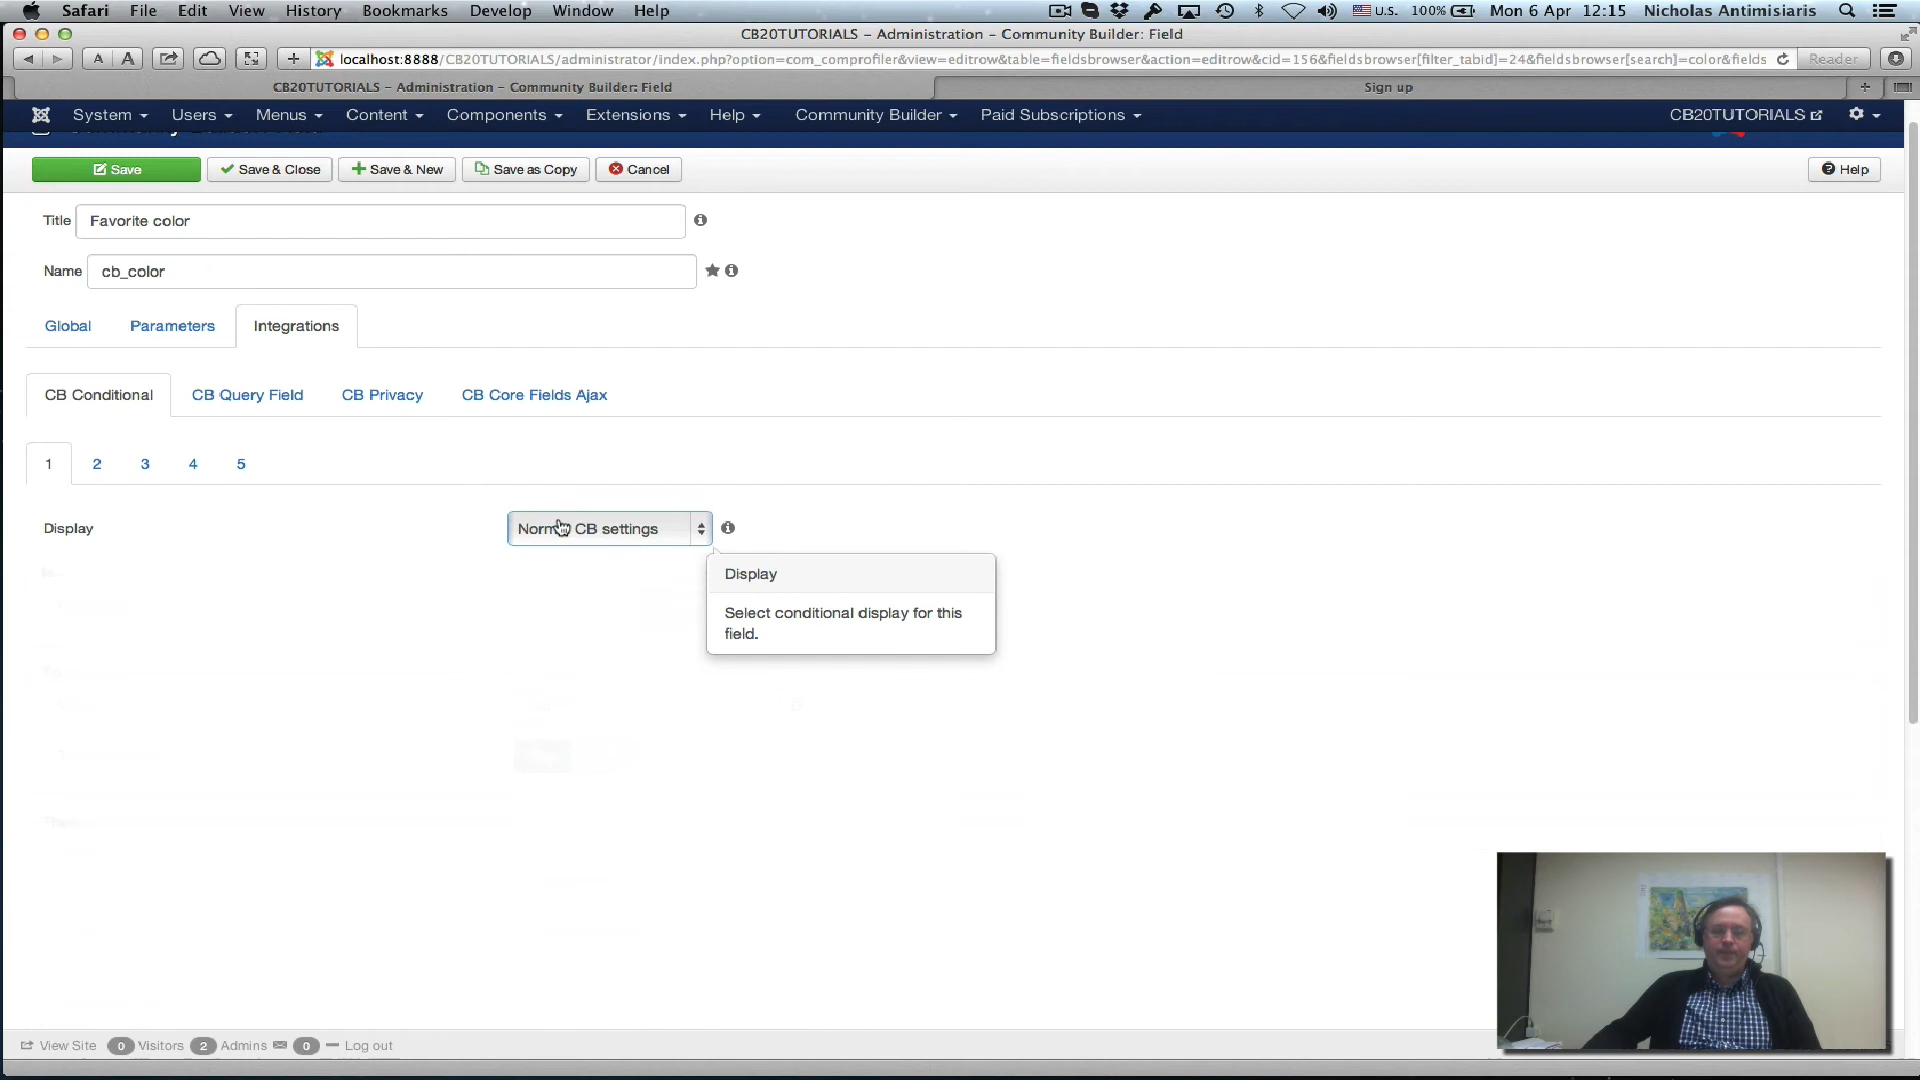 Safari File Edit View History Bookmarks Develop Window Help U.S. 100% Mon 6 Apr 12:15 Nicholas Antimisiaris
CB20TUTORIALS – Administration – Community Builder: Field
A A localhost:8888/CB20TUTORIALS/administrator/index.php?option=com_comprofiler&view=editrow&table=fieldsbrowser&action=editrow&cid=156&fieldsbrowser[filter_tabid]=24&fieldsbrowser[search]=color&fields Reader
CB20TUTORIALS – Administration – Community Builder: Field Sign up
System Users Menus Content Components Extensions Help Community Builder Paid Subscriptions CB20TUTORIALS
Save Save & Close Save & New Save as Copy Cancel Help
Title Favorite color
Name cb_color
Global Parameters Integrations
CB Conditional CB Query Field CB Privacy CB Core Fields Ajax
1 2 3 4 5
Display Normal CB settings
Display
Select conditional display for this
field.
View Site 0 Visitors 2 Admins 0 Log out